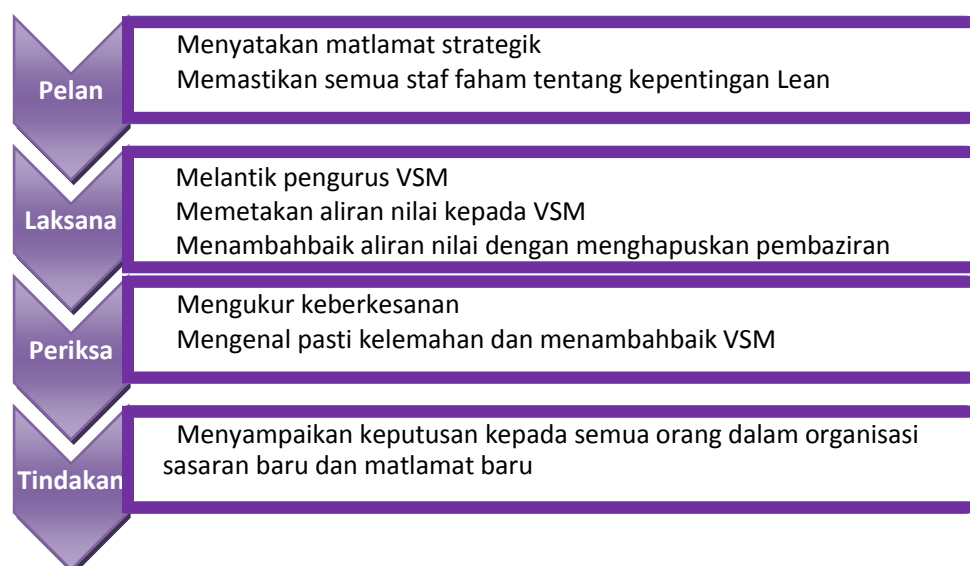 Pelan
Menyatakan matlamat strategik
Memastikan semua staf faham tentang kepentingan Lean
Laksana
Melantik pengurus VSM
Memetakan aliran nilai kepada VSM
Menambahbaik aliran nilai dengan menghapuskan pembaziran
Periksa
Mengukur keberkesanan
Mengenal pasti kelemahan dan menambahbaik VSM
Tindakan
Menyampaikan keputusan kepada semua orang dalam organisasi
sasaran baru dan matlamat baru